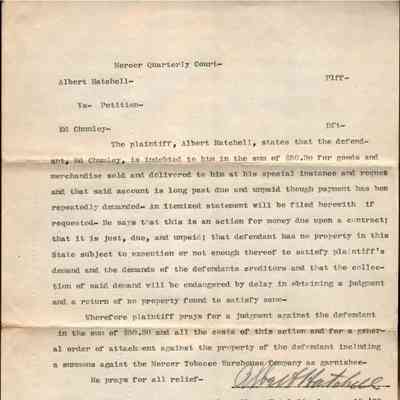 Mercer Quarterly Court-
Albert Hatchell- Plff-
Vs- Petition-
Ed Chumley- Dft-
The plaintiff, Albert Hatchell, states that the defend-
ant, Ed Chumley, is indebted to him in the sum of $50.50 for goods and
merchandise sold and delivered to him at his special instance and requst
and that said account is long past due and unpaid though payment has ben
repeatedly demanded- An itemized statement will be filed herewith if
requested- He says that this is an action for money due upon a contract;
that it is just, due, and unpaid; that defendant has no property in this
State subject to execution or not enough thereof to satisfy plaintiff's
demand and the demands of the defendants creditors and that the collec-
tion of said demand will be endangered by delay in obtaining a judgment
and a return of no property found to satisfy same-
Wherefore plaintiff prays for a judgment against the defendant
in the sum of $50.50 and all the costs of this action and for a gener-
al order of attachment against the property of the defendant including
a summons against the Mercer Tobacco Warehouse Company as garnishee-
He prays for all relief- Albert Hatchell